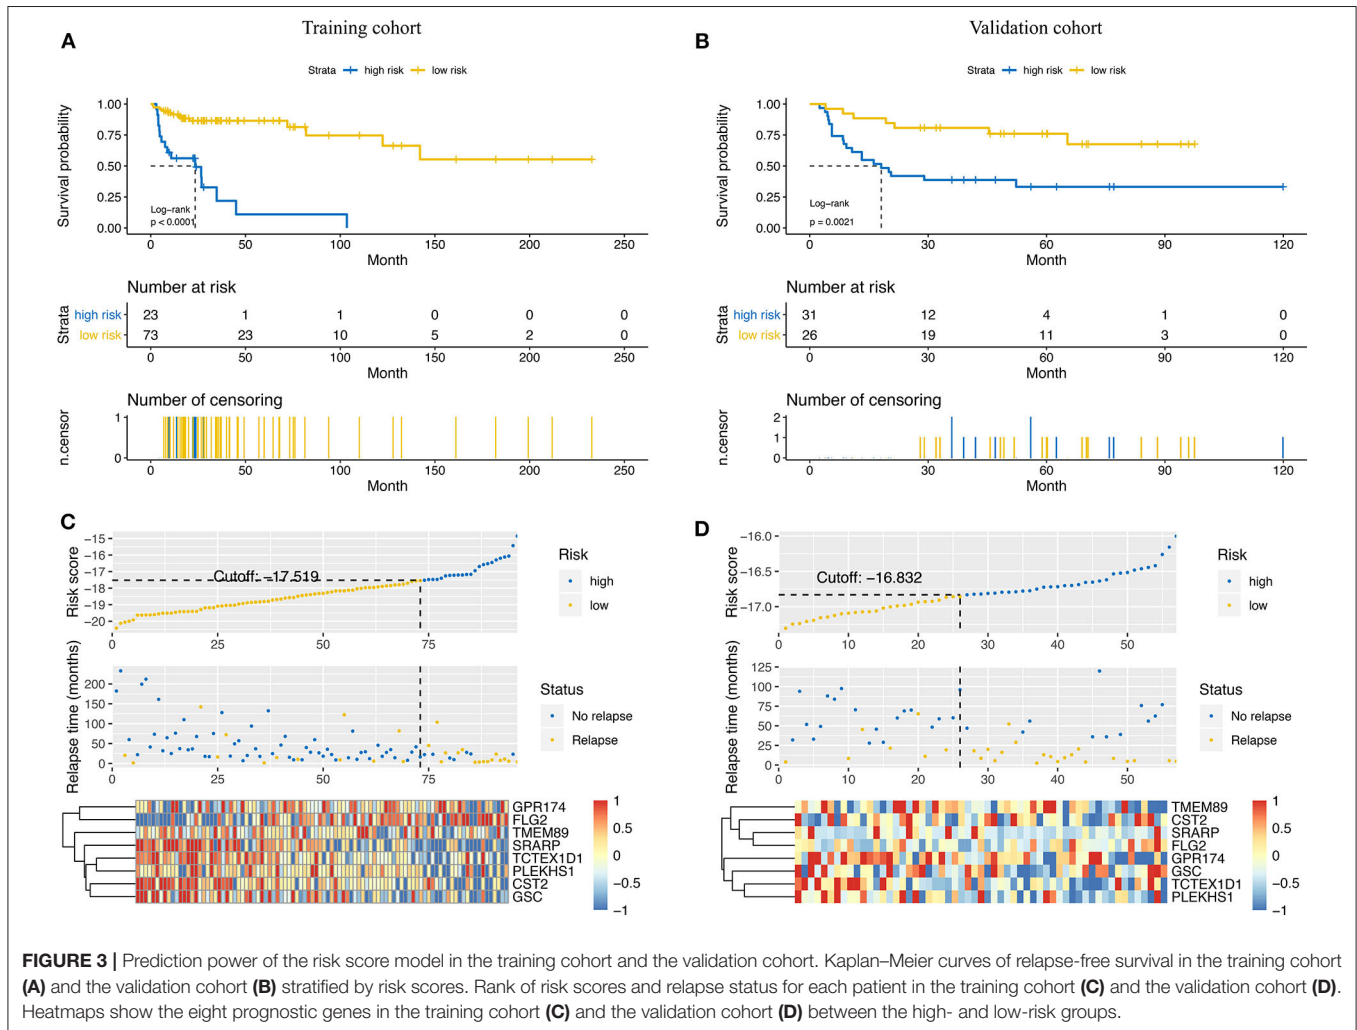 Training cohort
A
Strata high risk low risk
Survival probability
1.00
0.75
0.50
0.25
0.00
Log-rank
p < 0.0001
0 50 100 150 200 250
Month
Number at risk
Strata
high risk 23 1 1 0 0 0
low risk 73 23 10 5 2 0
0 50 100 150 200 250
Month
Number of censoring
n.censor
1
0
0 50 100 150 200 250
Month
Validation cohort
B
Strata high risk low risk
Survival probability
1.00
0.75
0.50
0.25
0.00
Log-rank
p = 0.0021
0 30 60 90 120
Month
Number at risk
Strata
high risk 31 12 4 1 0
low risk 26 19 11 3 0
0 30 60 90 120
Month
Number of censoring
n.censor
2
1
0
0 30 60 90 120
Month
C
Risk score
−15
−16
−17
−18
−19
−20
Cutoff: −17.519
0 25 50 75
Risk
high
low
Relapse time (months)
200
150
100
50
0
0 25 50 75
Status
No relapse
Relapse
GPR174
FLG2
TMEM89
SRARP
TCTEX1D1
PLEKHS1
CST2
GSC
1
0.5
0
−0.5
−1
D
Risk score
−16.0
−16.5
−17.0
Cutoff: −16.832
0 10 20 30 40 50
Risk
high
low
Relapse time (months)
125
100
75
50
25
0
0 10 20 30 40 50
Status
No relapse
Relapse
TMEM89
CST2
SRARP
FLG2
GPR174
GSC
TCTEX1D1
PLEKHS1
1
0.5
0
−0.5
−1
FIGURE 3 | Prediction power of the risk score model in the training cohort and the validation cohort. Kaplan–Meier curves of relapse-free survival in the training cohort
(A) and the validation cohort (B) stratified by risk scores. Rank of risk scores and relapse status for each patient in the training cohort (C) and the validation cohort (D).
Heatmaps show the eight prognostic genes in the training cohort (C) and the validation cohort (D) between the high- and low-risk groups.